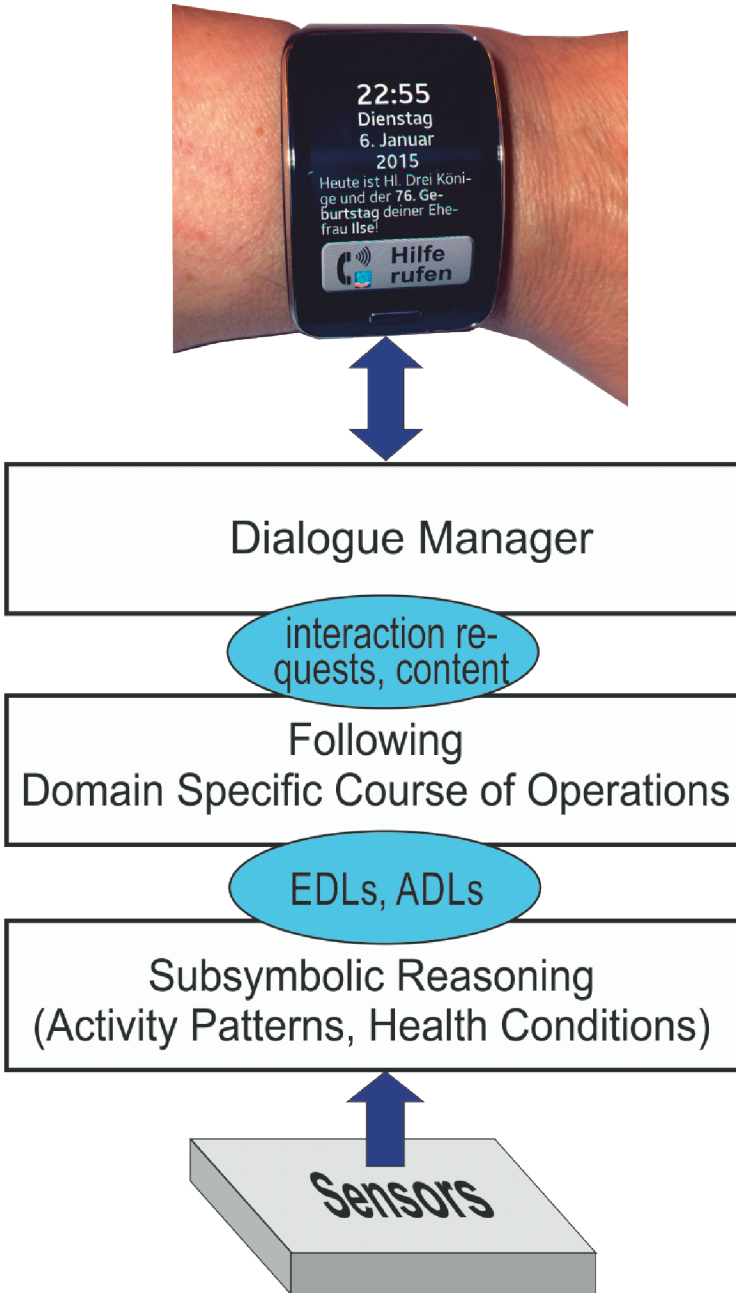 22:55
Dienstag
6. Januar
2015
Heute ist Hl. Drei Köni-
ge und der 76. Ge-
burtstag deiner Ehe-
frau Ilse!
Hilfe
rufen
Dialogue Manager
interaction re-
quests, content
Following
Domain Specific Course of Operations
EDLs, ADLs
Subsymbolic Reasoning
(Activity Patterns, Health Conditions)
Sensors